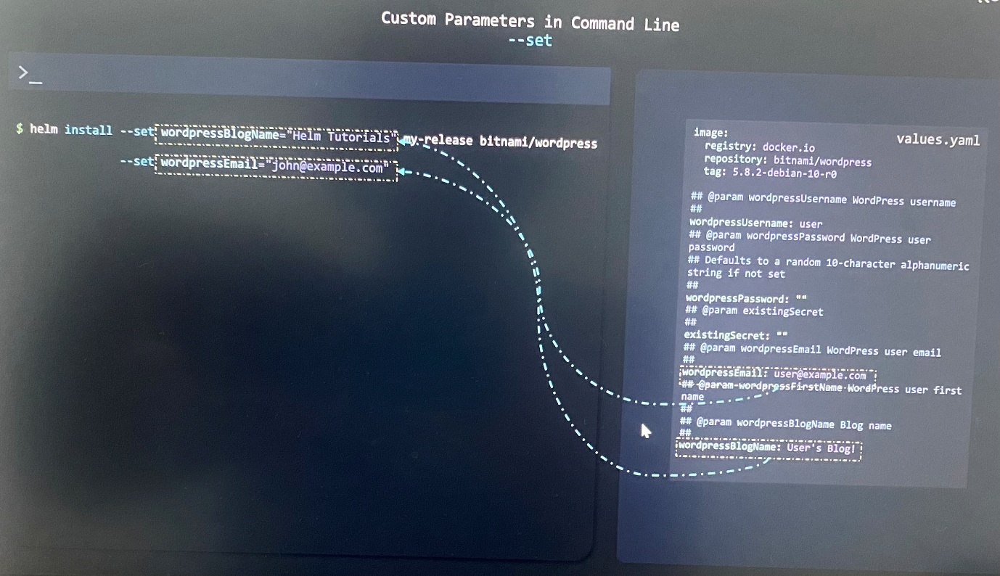 Custom Parameters in Command Line
--set
>_
$ helm install --set wordpressBlogName="Helm Tutorials" my-release bitnami/wordpress
--set wordpressEmail="john@example.com"
values.yaml
image:
registry: docker.io
repository: bitnami/wordpress
tag: 5.8.2-debian-10-r0
## @param wordpressUsername WordPress username
##
wordpressUsername: user
## @param wordpressPassword WordPress user
password
## Defaults to a random 10-character alphanumeric
string if not set
##
wordpressPassword: ""
## @param existingSecret
##
existingSecret: ""
## @param wordpressEmail WordPress user email
##
wordpressEmail: user@example.com
## @param wordpressFirstName WordPress user first
name
##
## @param wordpressBlogName Blog name
##
wordpressBlogName: User's Blog!